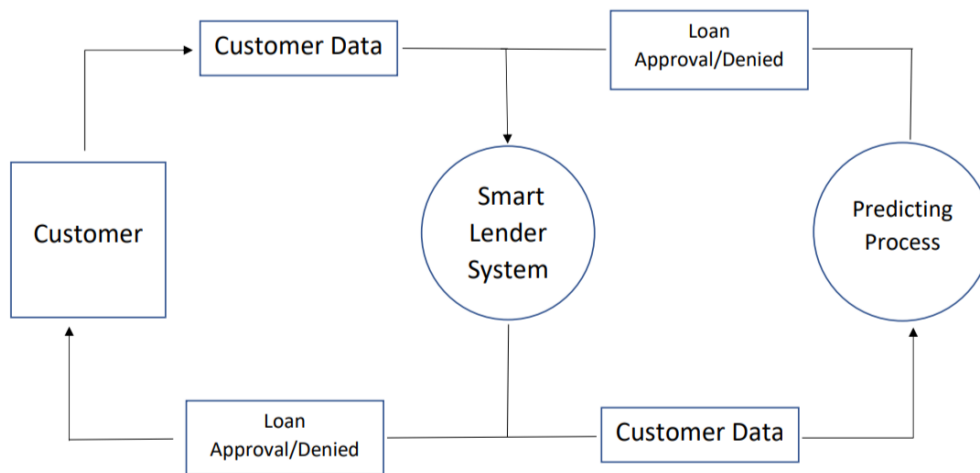 Customer Data
Loan
Approval/Denied
Customer
Smart
Lender
System
Predicting
Process
Loan
Approval/Denied
Customer Data